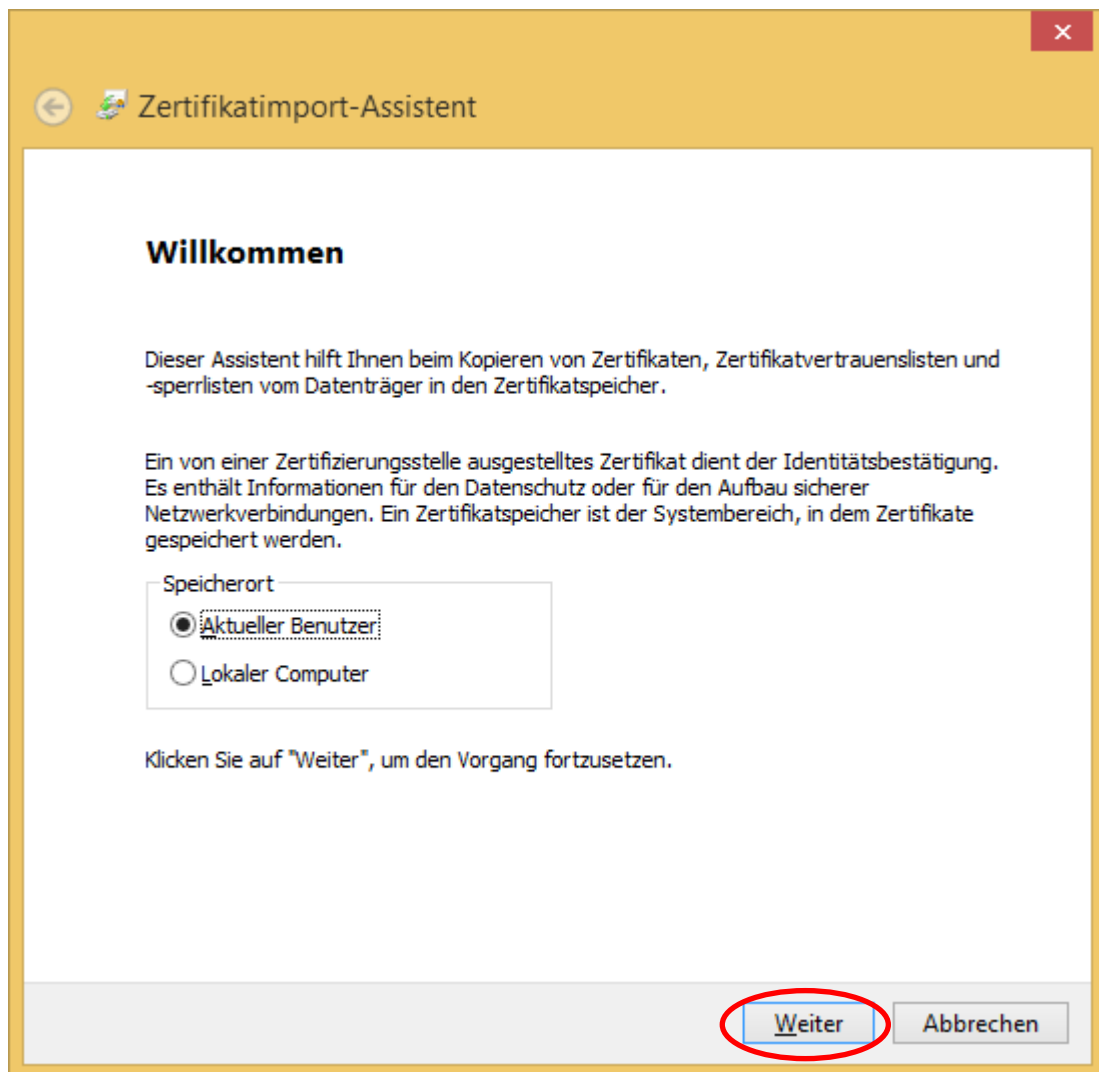 Zertifikatimport-Assistent
Willkommen
Dieser Assistent hilft Ihnen beim Kopieren von Zertifikaten, Zertifikatvertrauenslisten und
-sperrlisten vom Datenträger in den Zertifikatspeicher.
Ein von einer Zertifizierungsstelle ausgestelltes Zertifikat dient der Identitätsbestätigung.
Es enthält Informationen für den Datenschutz oder für den Aufbau sicherer
Netzwerkverbindungen. Ein Zertifikatspeicher ist der Systembereich, in dem Zertifikate
gespeichert werden.
Speicherort
Aktueller Benutzer
Lokaler Computer
Klicken Sie auf "Weiter", um den Vorgang fortzusetzen.
Weiter Abbrechen